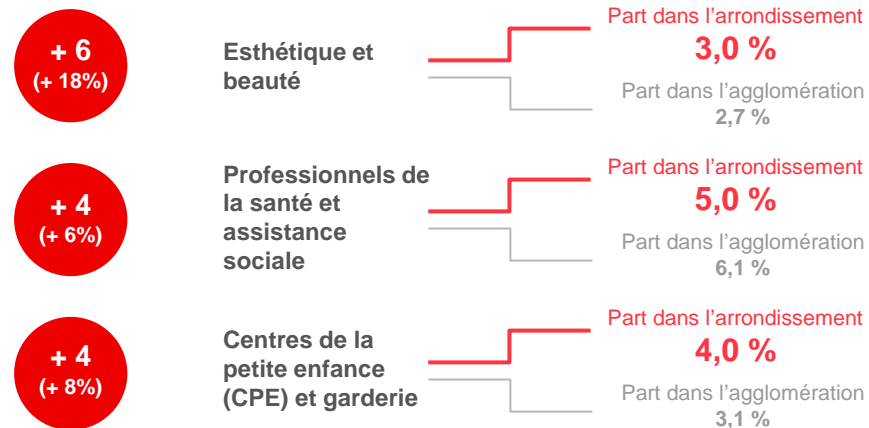 + 6
(+ 18%)
Esthétique et
beauté
Part dans l'arrondissement
3,0 %
Part dans l'agglomération
2,7 %
+ 4
(+ 6%)
Professionnels de
la santé et
assistance
sociale
Part dans l'arrondissement
5,0 %
Part dans l'agglomération
6,1 %
+ 4
(+ 8%)
Centres de la
petite enfance
(CPE) et garderie
Part dans l'arrondissement
4,0 %
Part dans l'agglomération
3,1 %